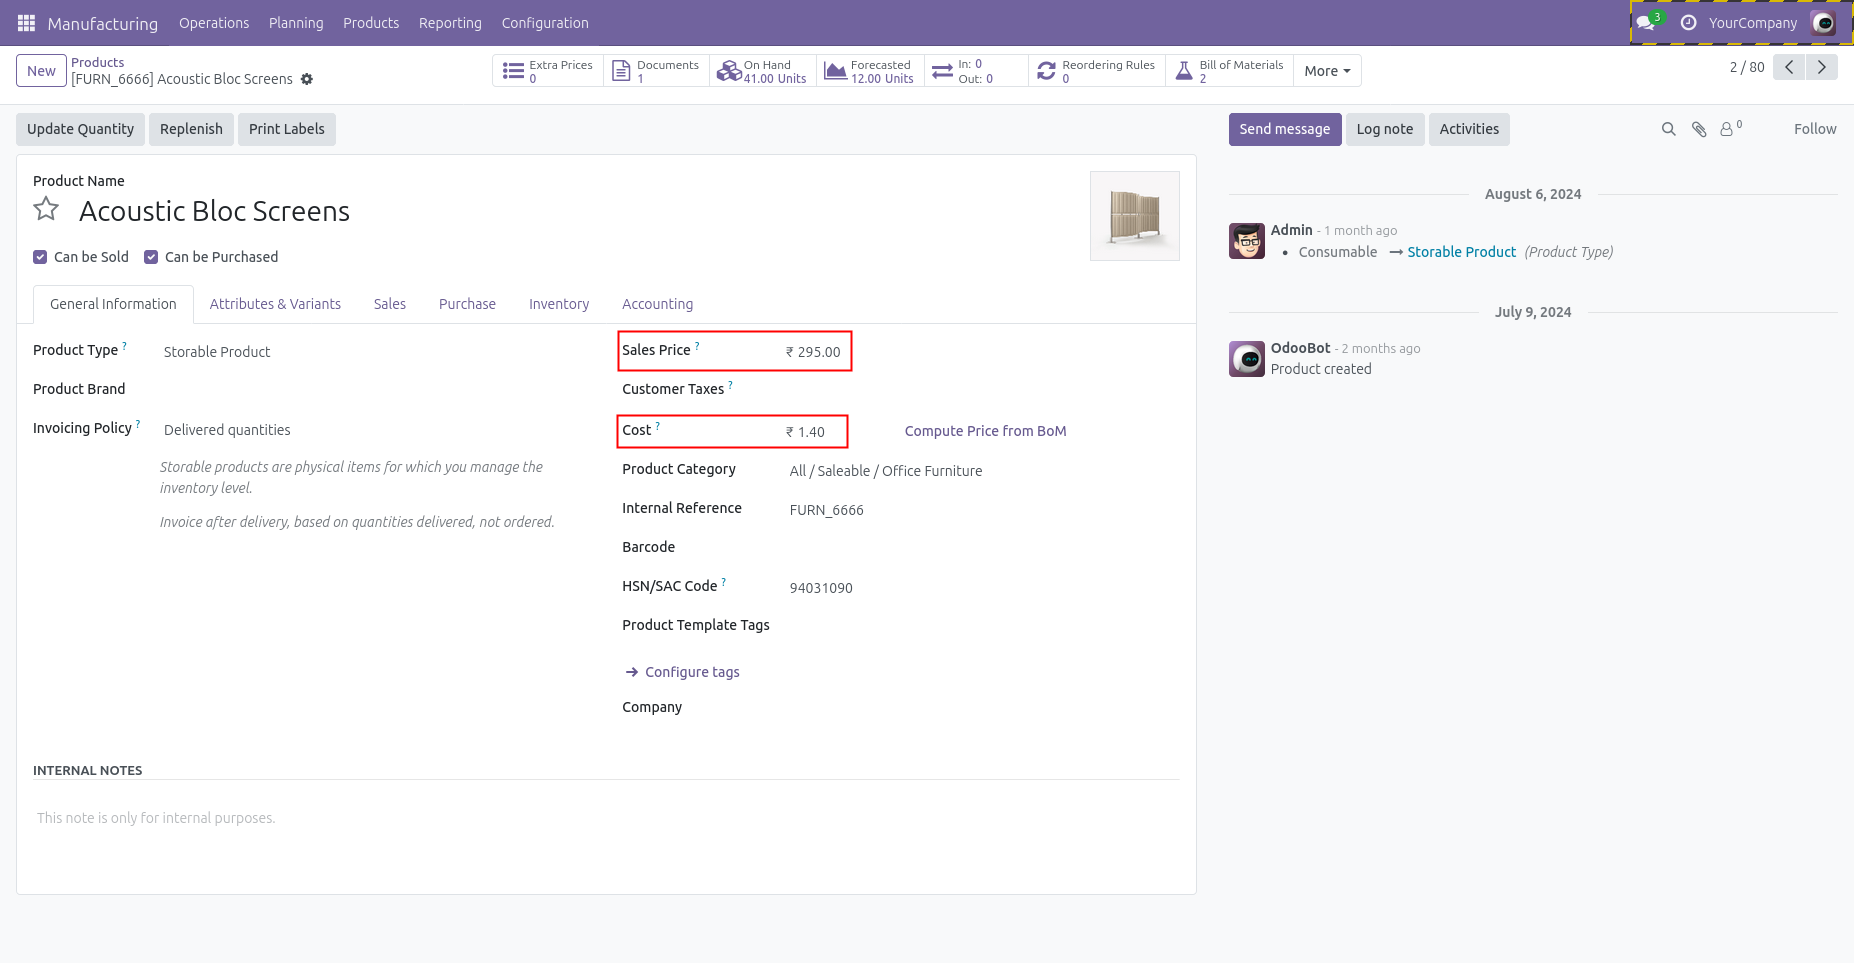 Manufacturing Operations Planning Products Reporting Configuration 3 YourCompany
New Products
[FURN_6666] Acoustic Bloc Screens
Extra Prices 0
Documents 1
On Hand 41.00 Units
Forecasted 12.00 Units
In: 0
Out: 0
Reordering Rules 0
Bill of Materials 2
More
2 / 80
Update Quantity Replenish Print Labels
Send message Log note Activities 0 Follow
Product Name
Acoustic Bloc Screens
Can be Sold Can be Purchased
General Information Attributes & Variants Sales Purchase Inventory Accounting
Product Type ? Storable Product
Product Brand
Invoicing Policy ? Delivered quantities
Storable products are physical items for which you manage the
inventory level.
Invoice after delivery, based on quantities delivered, not ordered.
Sales Price ? ₹ 295.00
Customer Taxes ?
Cost ? ₹ 1.40 Compute Price from BoM
Product Category All / Saleable / Office Furniture
Internal Reference FURN_6666
Barcode
HSN/SAC Code ? 94031090
Product Template Tags
→ Configure tags
Company
INTERNAL NOTES
This note is only for internal purposes.
August 6, 2024
Admin - 1 month ago
• Consumable → Storable Product (Product Type)
July 9, 2024
OdooBot - 2 months ago
Product created